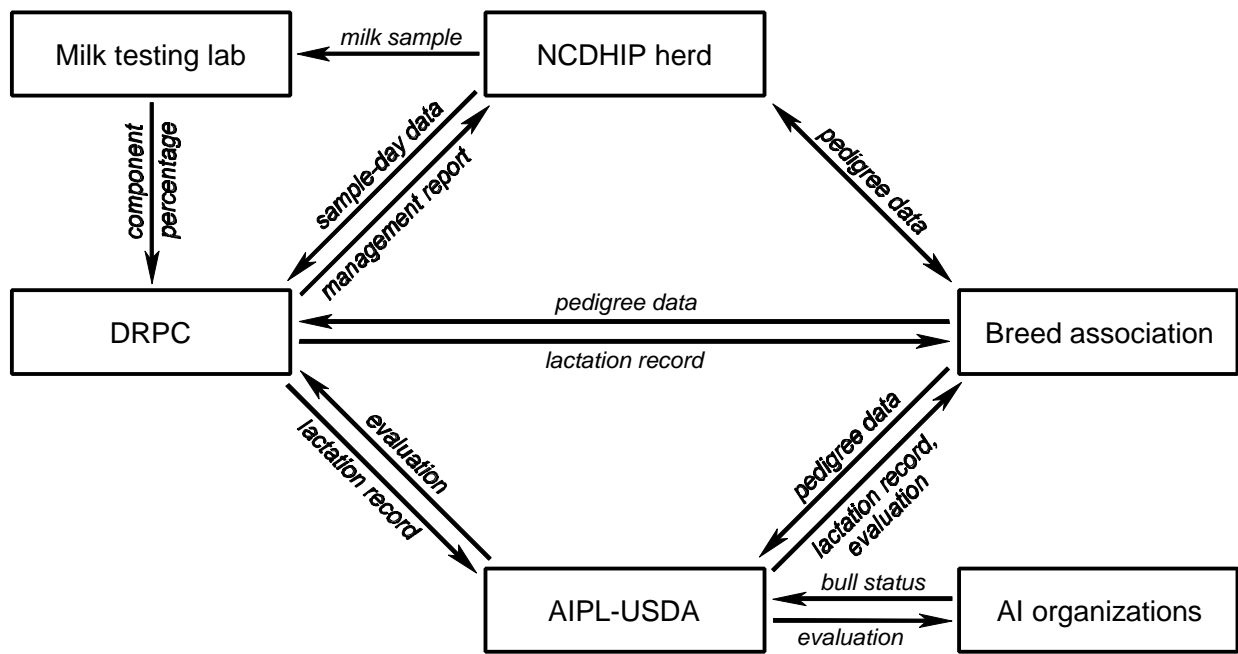 Milk testing lab
milk sample
NCDHIP herd
component
percentage
sample-day data
management report
pedigree data
DRPC
pedigree data
lactation record
Breed association
evaluation
lactation record
pedigree data
lactation record,
evaluation
AIPL-USDA
bull status
evaluation
AI organizations